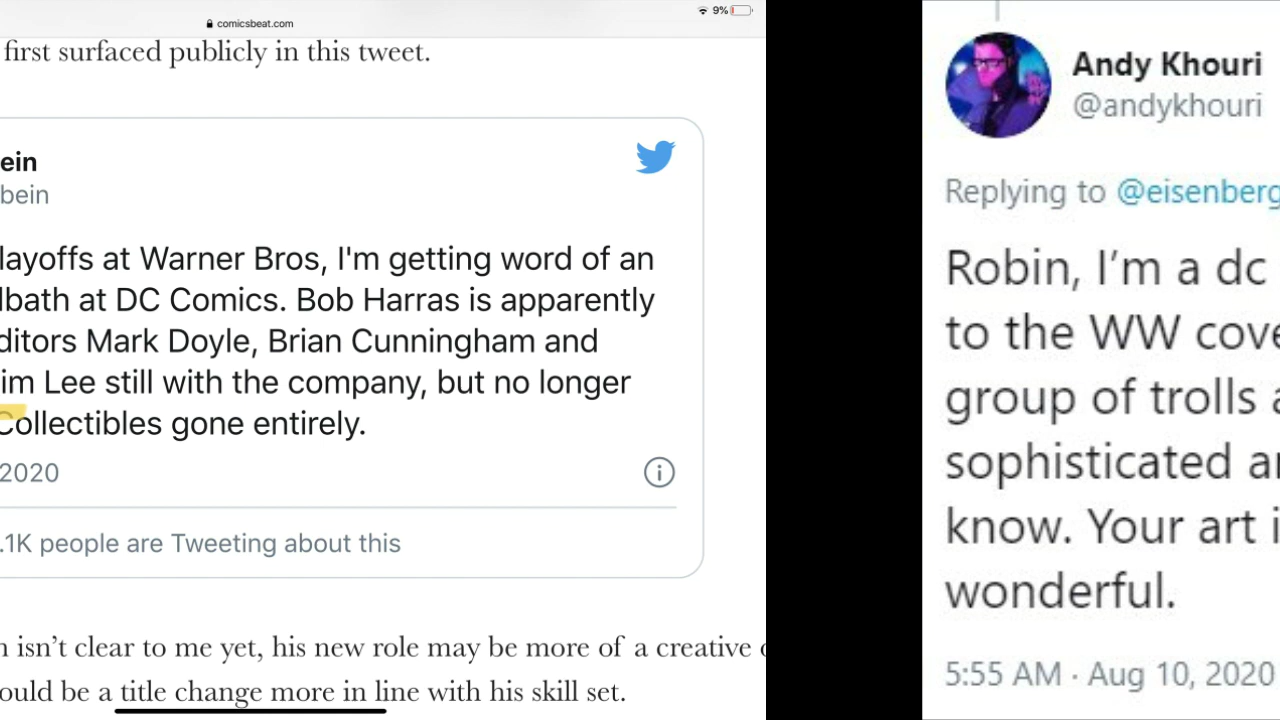 comicsbeat.com
9%
first surfaced publicly in this tweet.
ein
bein
layoffs at Warner Bros, I'm getting word of an
lbath at DC Comics. Bob Harras is apparently
ditors Mark Doyle, Brian Cunningham and
im Lee still with the company, but no longer
Collectibles gone entirely.
2020
.1K people are Tweeting about this
n isn't clear to me yet, his new role may be more of a creative
ould be a title change more in line with his skill set.
Andy Khouri
@andykhouri
Replying to @eisenberg
Robin, I'm a dc
to the WW cove
group of trolls a
sophisticated an
know. Your art i
wonderful.
5:55 AM · Aug 10, 2020